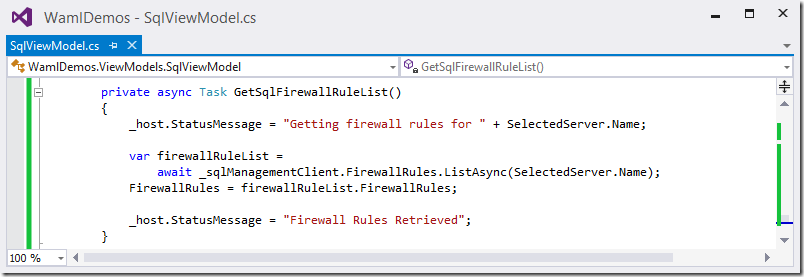 WamlDemos - SqlViewModel.cs
SqlViewModel.cs
WamlDemos.ViewModels.SqlViewModel
GetSqlFirewallRuleList()
private async Task GetSqlFirewallRuleList()
{
_host.StatusMessage = "Getting firewall rules for " + SelectedServer.Name;
var firewallRuleList =
await _sqlManagementClient.FirewallRules.ListAsync(SelectedServer.Name);
FirewallRules = firewallRuleList.FirewallRules;
_host.StatusMessage = "Firewall Rules Retrieved";
}
100 %